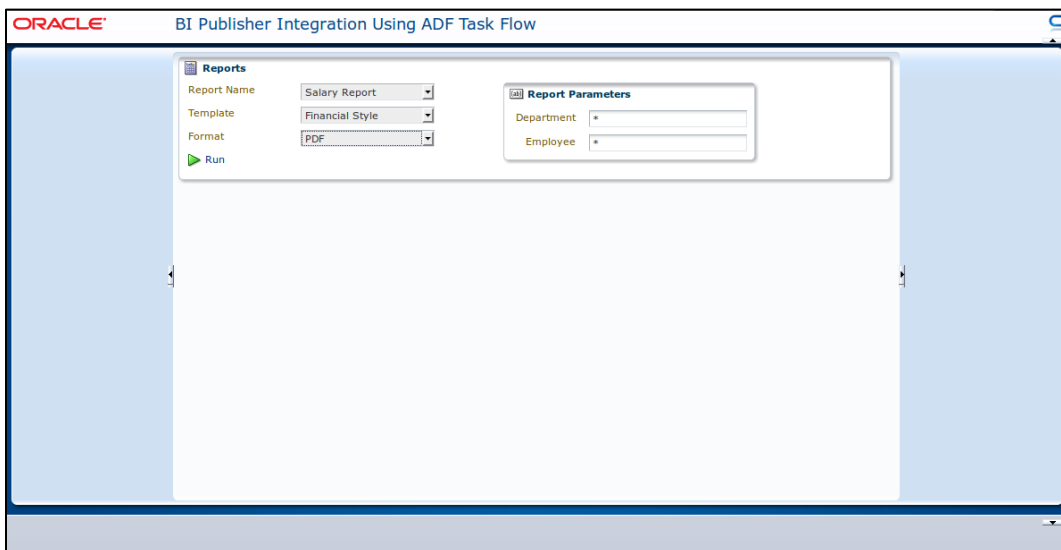 ORACLE BI Publisher Integration Using ADF Task Flow
Reports
Report Name Salary Report
Template Financial Style
Format PDF
Run
Report Parameters
Department *
Employee *